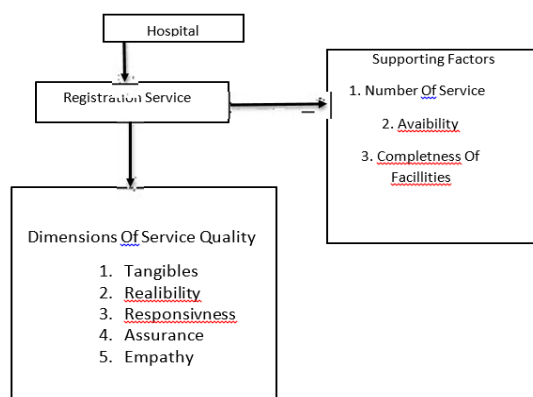 Hospital
Registration Service
Supporting Factors
1. Number Of Service
2. Avaibility
3. Completness Of
Facillities
Dimensions Of Service Quality
1. Tangibles
2. Realibility
3. Responsivness
4. Assurance
5. Empathy